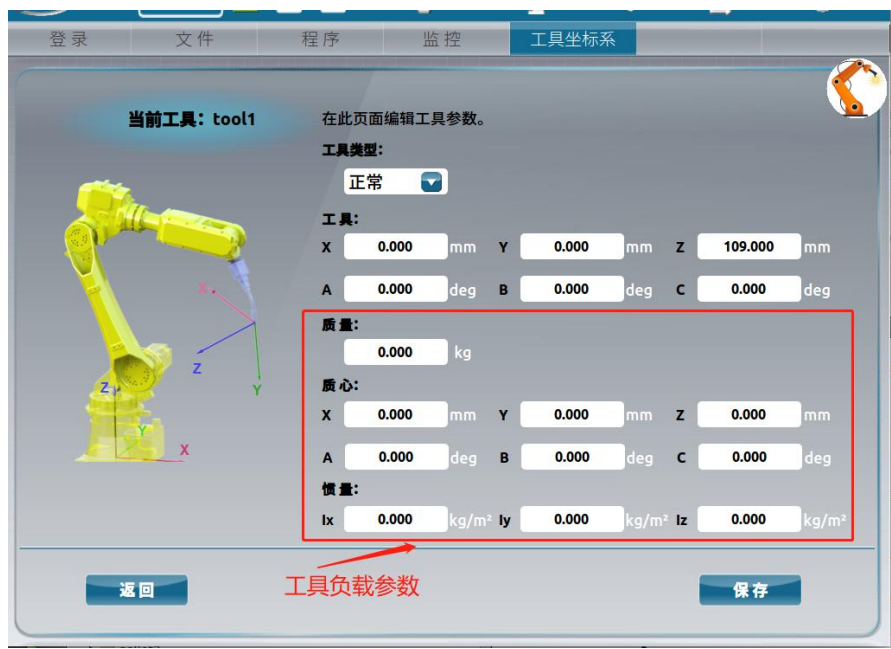 登录 文件 程序 监控 工具坐标系
当前工具：tool1
在此页面编辑工具参数。
工具类型：
正常
工具：
X 0.000 mm Y 0.000 mm Z 109.000 mm
A 0.000 deg B 0.000 deg C 0.000 deg
质量：
0.000 kg
质心：
X 0.000 mm Y 0.000 mm Z 0.000 mm
A 0.000 deg B 0.000 deg C 0.000 deg
惯量：
Ix 0.000 kg/m² Iy 0.000 kg/m² Iz 0.000 kg/m²
X
Z
Y
Z
Y
X
工具负载参数
返回 保存